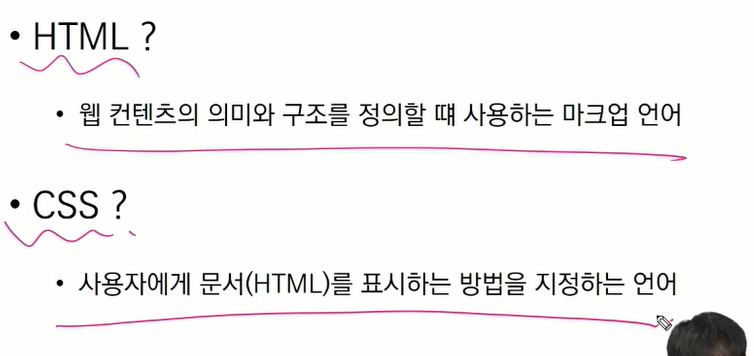 • HTML ?
• 웹 컨텐츠의 의미와 구조를 정의할 떄 사용하는 마크업 언어
• CSS ?
• 사용자에게 문서(HTML)를 표시하는 방법을 지정하는 언어